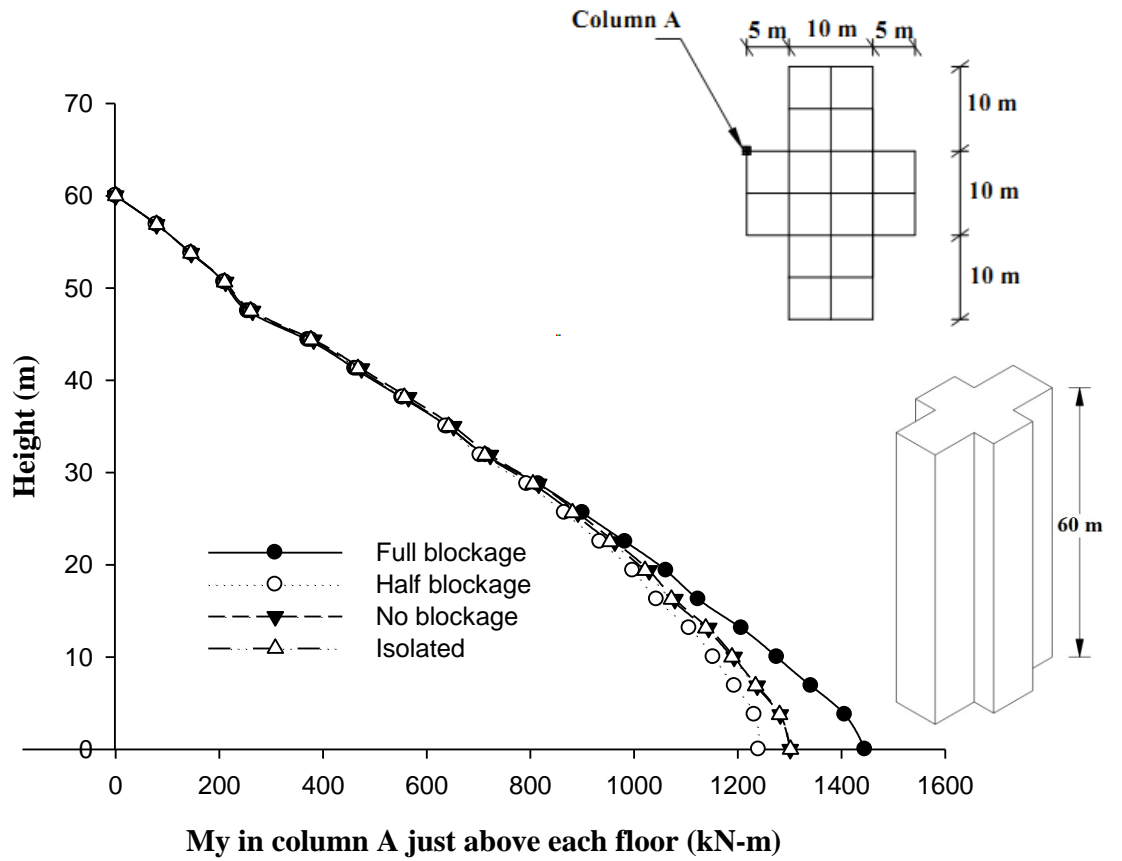 Column A
5 m 10 m 5 m
10 m
10 m
10 m
60 m
70
60
50
40
30
20
10
0
Height (m)
Full blockage
Half blockage
No blockage
Isolated
0 200 400 600 800 1000 1200 1400 1600
My in column A just above each floor (kN-m)